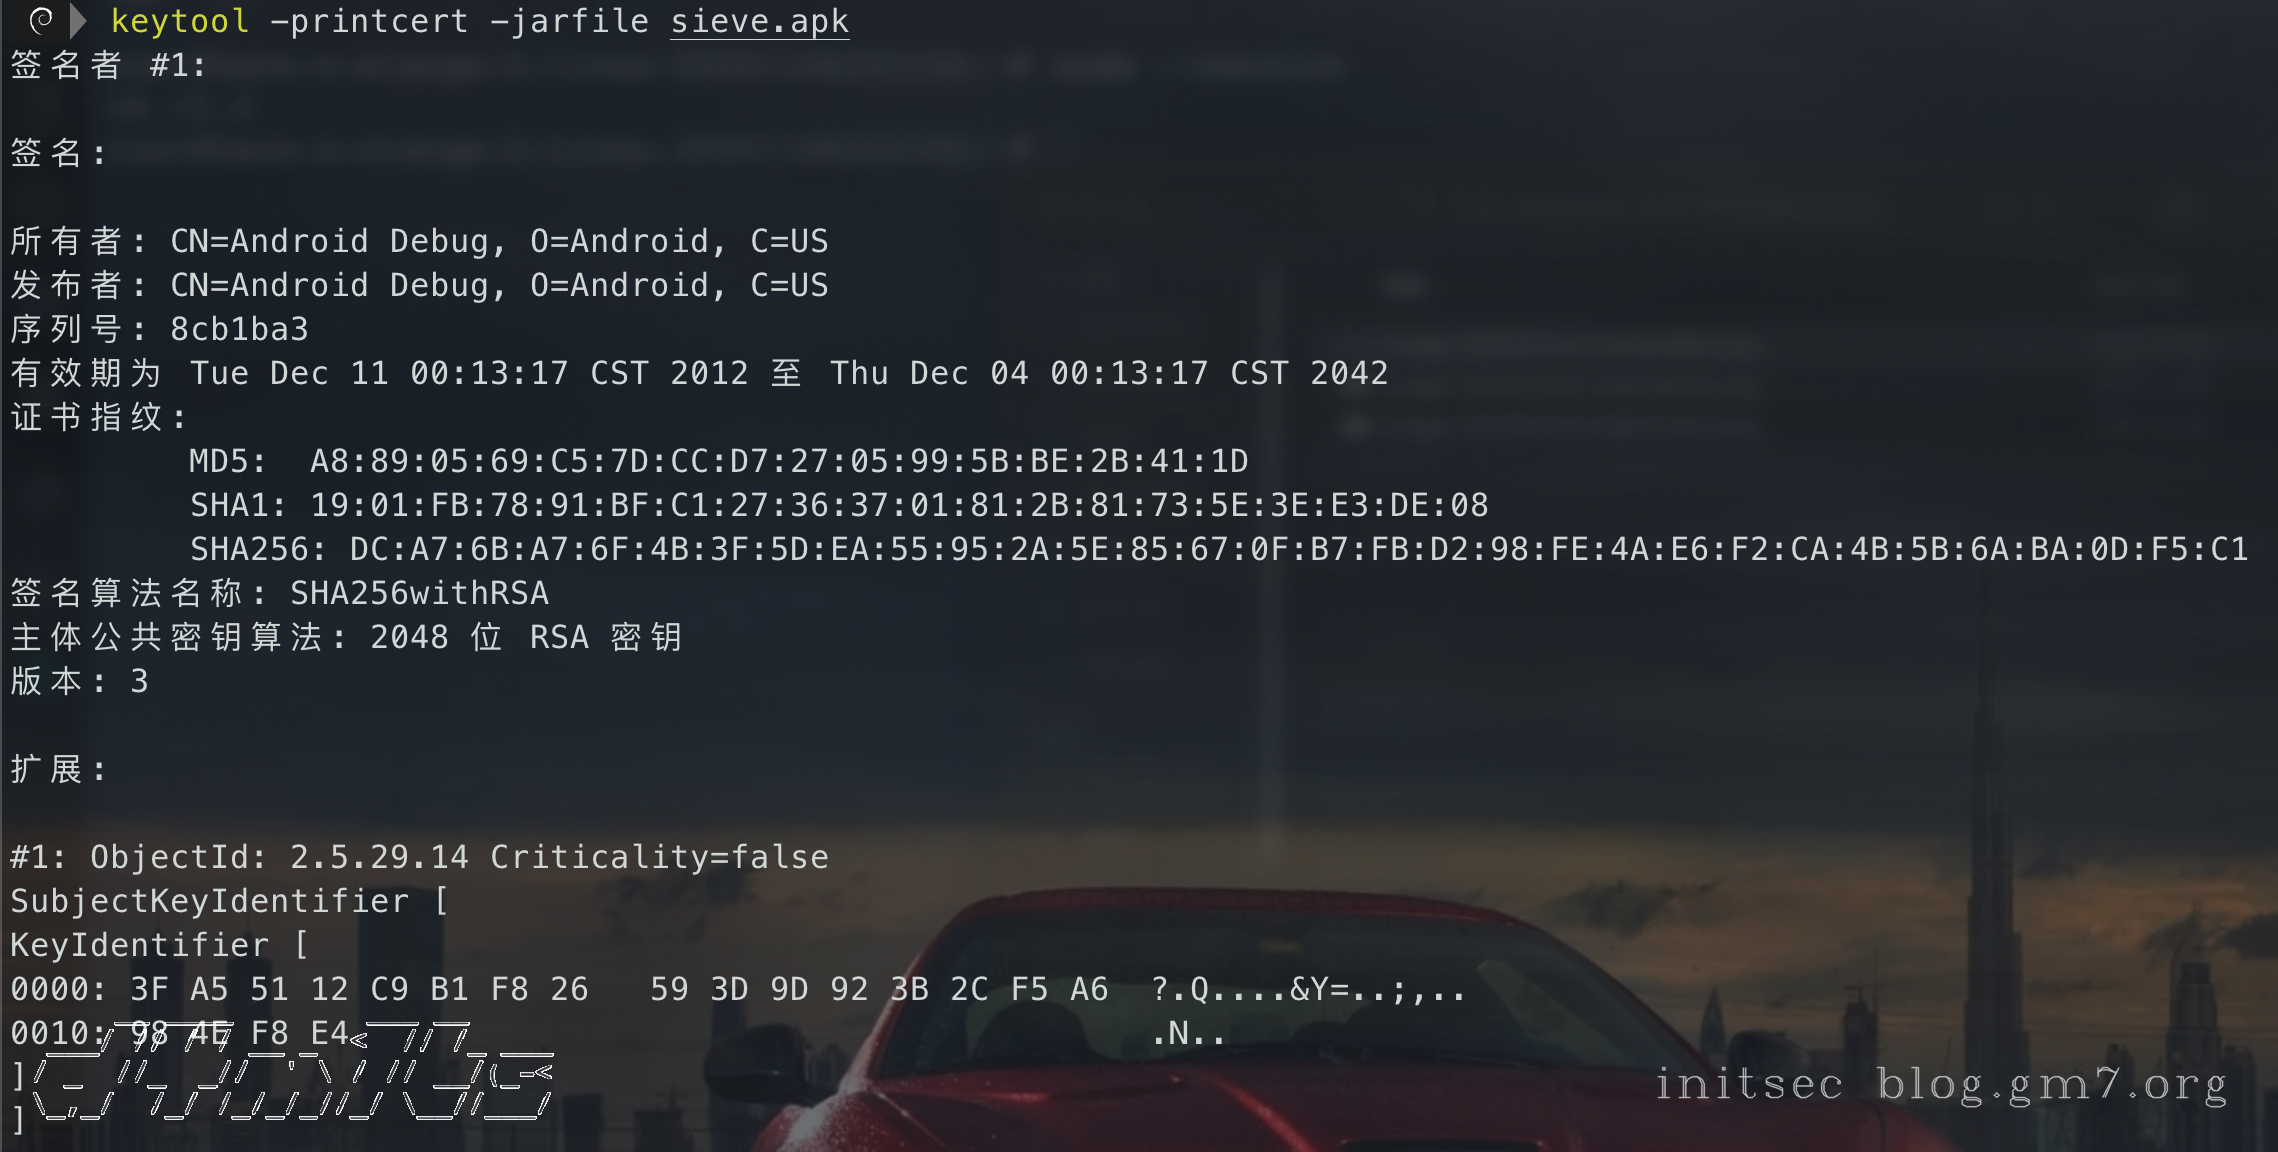 keytool -printcert -jarfile sieve.apk
签名者 #1:
签名:
所有者: CN=Android Debug, O=Android, C=US
发布者: CN=Android Debug, O=Android, C=US
序列号: 8cb1ba3
有效期为 Tue Dec 11 00:13:17 CST 2012 至 Thu Dec 04 00:13:17 CST 2042
证书指纹:
MD5: A8:89:05:69:C5:7D:CC:D7:27:05:99:5B:BE:2B:41:1D
SHA1: 19:01:FB:78:91:BF:C1:27:36:37:01:81:2B:81:73:5E:3E:E3:DE:08
SHA256: DC:A7:6B:A7:6F:4B:3F:5D:EA:55:95:2A:5E:85:67:0F:B7:FB:D2:98:FE:4A:E6:F2:CA:4B:5B:6A:BA:0D:F5:C1
签名算法名称: SHA256withRSA
主体公共密钥算法: 2048 位 RSA 密钥
版本: 3
扩展:
#1: ObjectId: 2.5.29.14 Criticality=false
SubjectKeyIdentifier [
KeyIdentifier [
0000: 3F A5 51 12 C9 B1 F8 26 59 3D 9D 92 3B 2C F5 A6 ?.Q....&Y=..;,..
0010: 98 4E F8 E4 .N..
]
]
initsec blog.gm7.org